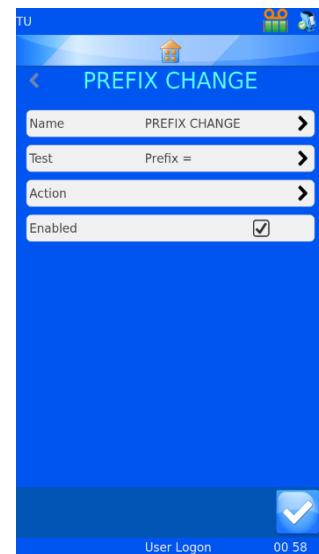 TU
PREFIX CHANGE
Name PREFIX CHANGE
Test Prefix =
Action
Enabled
User Logon 00 58